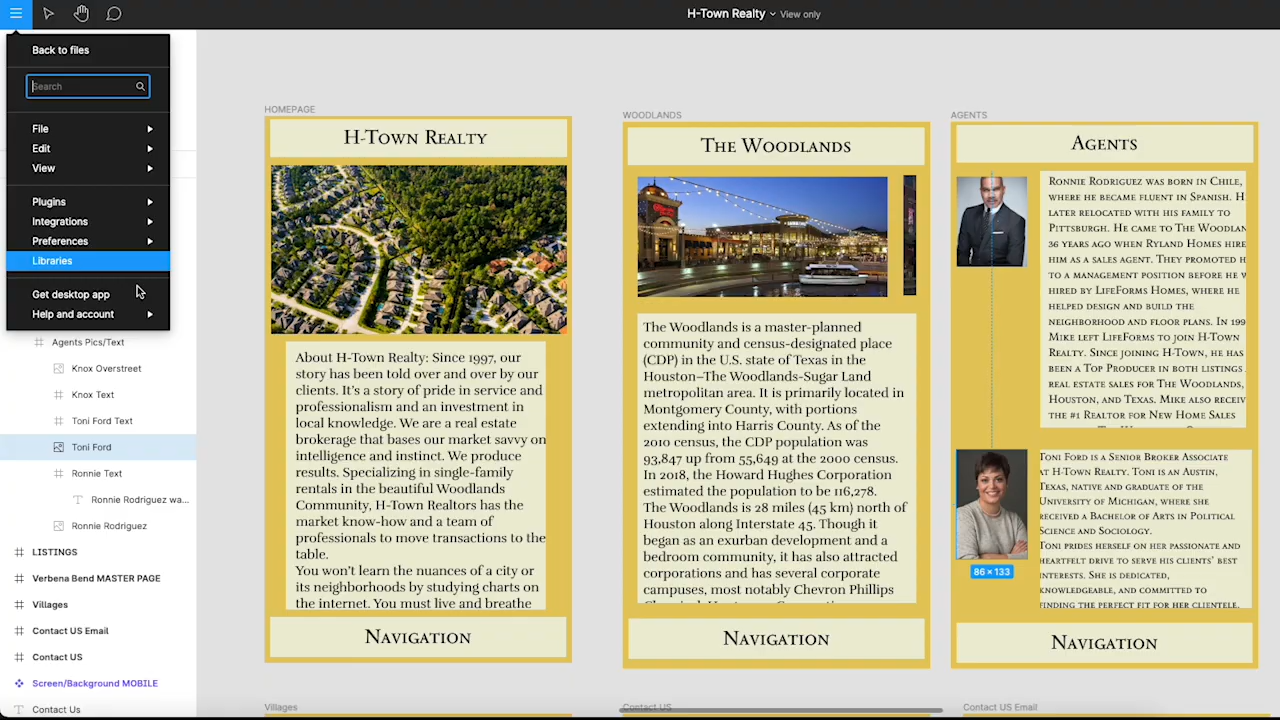 H-Town Realty
View only
Back to files
Search
File
Edit
View
Plugins
Integrations
Preferences
Libraries
Get desktop app
Help and account
Agents Pics/Text
Knox Overstreet
Knox Text
Toni Ford Text
Toni Ford
Ronnie Text
Ronnie Rodriguez wa...
Ronnie Rodriguez
LISTINGS
Verbena Bend MASTER PAGE
Villages
Contact US Email
Contact US
Screen/Background MOBILE
Contact Us
HOMEPAGE
H-Town Realty
About H-Town Realty: Since 1997, our
story has been told over and over by our
clients. It's a story of pride in service and
professionalism and an investment in
local knowledge. We are a real estate
brokerage that bases our market savvy on
intelligence and instinct. We produce
results. Specializing in single-family
rentals in the beautiful Woodlands
Community, H-Town Realtors has the
market know-how and a team of
professionals to move transactions to the
table.
You won't learn the nuances of a city or
its neighborhoods by studying charts on
the internet. You must live and breathe
Navigation
WOODLANDS
The Woodlands
The Woodlands is a master-planned
community and census-designated place
(CDP) in the U.S. state of Texas in the
Houston–The Woodlands-Sugar Land
metropolitan area. It is primarily located in
Montgomery County, with portions
extending into Harris County. As of the
2010 census, the CDP population was
93,847 up from 55,649 at the 2000 census.
In 2018, the Howard Hughes Corporation
estimated the population to be 116,278.
The Woodlands is 28 miles (45 km) north of
Houston along Interstate 45. Though it
began as an exurban development and a
bedroom community, it has also attracted
corporations and has several corporate
campuses, most notably Chevron Phillips
Navigation
AGENTS
Agents
Ronnie Rodriguez was born in Chile,
where he became fluent in Spanish. H
later relocated with his family to
Pittsburgh. He came to The Woodlan
36 years ago when Ryland Homes hire
him as a sales agent. They promoted h
to a management position before he w
hired by LifeForms Homes, where he
helped design and build the
neighborhood and floor plans. In 199
Mike left LifeForms to join H-Town
Realty. Since joining H-Town, he has
been a Top Producer in both listings
real estate sales for The Woodlands,
Houston, and Texas. Mike also receiv
the #1 Realtor for New Home Sales
Toni Ford is a Senior Broker Associate
at H-Town Realty. Toni is an Austin,
Texas, native and graduate of the
University of Michigan, where she
received a Bachelor of Arts in Political
Science and Sociology.
Toni prides herself on her passionate and
heartfelt drive to serve his clients' best
interests. She is dedicated,
knowledgeable, and committed to
finding the perfect fit for her clientele.
86 × 133
Navigation
Villages
Contact US
Contact US Email